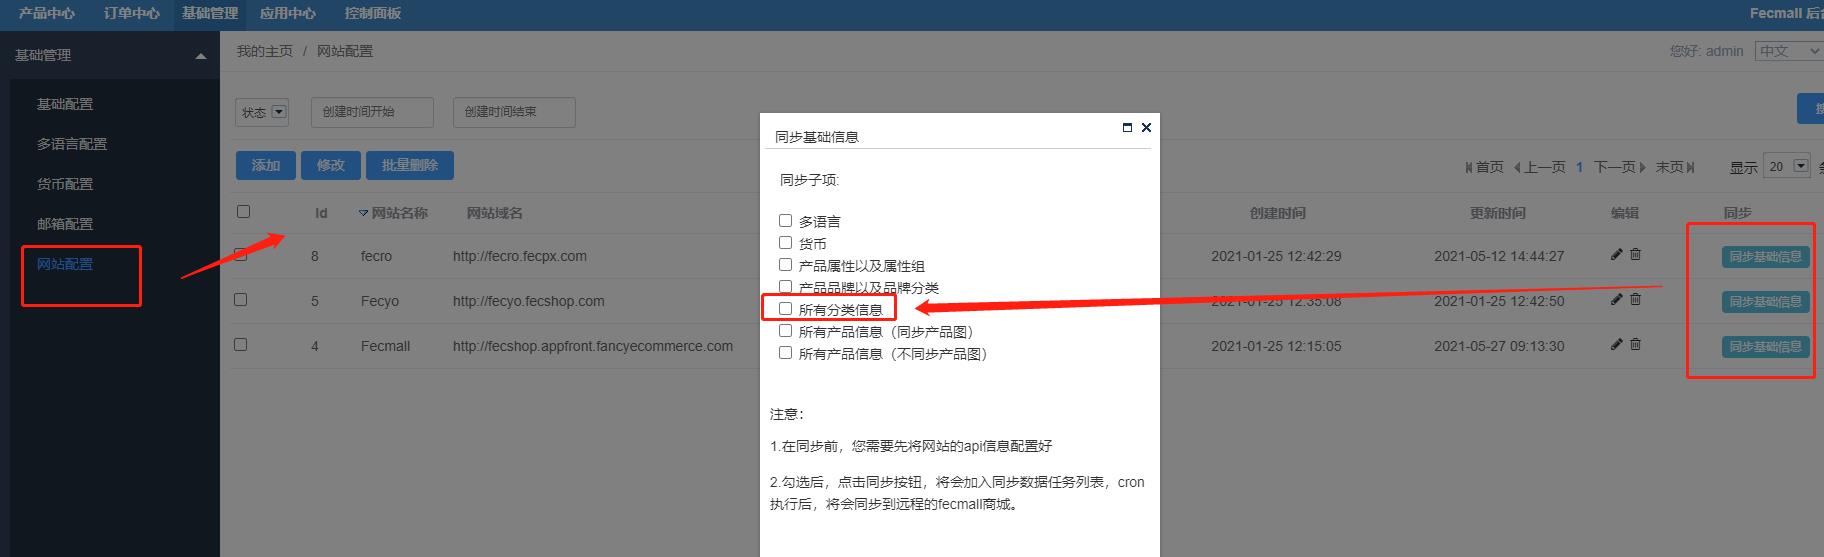 产品中心 订单中心 基础管理 应用中心 控制面板
Fecmall 后
基础管理
我的主页 / 网站配置
您好: admin 中文
基础配置
多语言配置
货币配置
邮箱配置
网站配置
状态 创建时间开始 创建时间结束
添加 修改 批量删除
首页 上一页 1 下一页 末页 显示 20
Id 网站名称 网站域名 创建时间 更新时间 编辑 同步
8 fecro http://fecro.fecpx.com 2021-01-25 12:42:29 2021-05-12 14:44:27 同步基础信息
5 Fecyo http://fecyo.fecshop.com 2021-01-25 12:35:08 2021-01-25 12:42:50 同步基础信息
4 Fecmall http://fecshop.appfront.fancyecommerce.com 2021-01-25 12:15:05 2021-05-27 09:13:30 同步基础信息
同步基础信息
同步子项:
多语言
货币
产品属性以及属性组
产品品牌以及品牌分类
所有分类信息
所有产品信息（同步产品图）
所有产品信息（不同步产品图）
注意：
1.在同步前，您需要先将网站的api信息配置好
2.勾选后，点击同步按钮，将会加入同步数据任务列表，cron
执行后，将会同步到远程的fecmall商城。